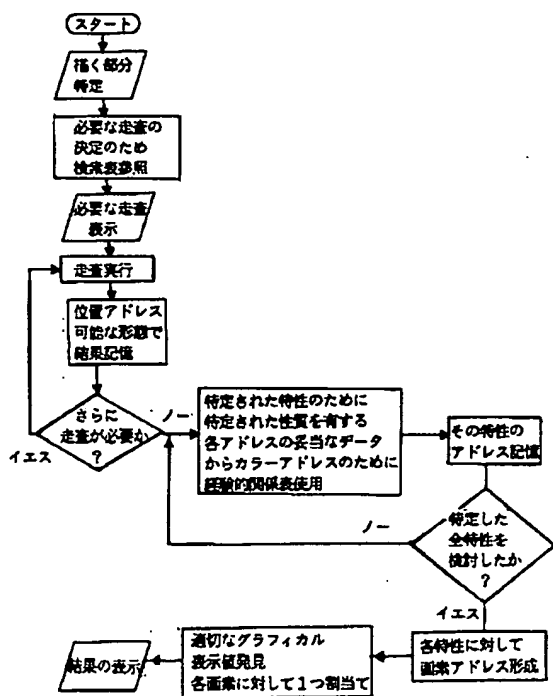 スタート
描く部分
特定
必要な走査の
決定のため
検索表参照
必要な走査
表示
走査実行
位置アドレス
可能な形態で
結果記憶
さらに
走査が必要か
?
イエス
ノー
特定された特性のために
特定された性質を有する
各アドレスの妥当なデータ
からカラーアドレスのために
経験的関係表使用
その特性の
アドレス記憶
特定した
全特性を
検討したか
?
ノー
イエス
各特性に対して
画素アドレス形成
適切なグラフィカル
表示値発見
各画素に対して1つ割当て
結果の表示